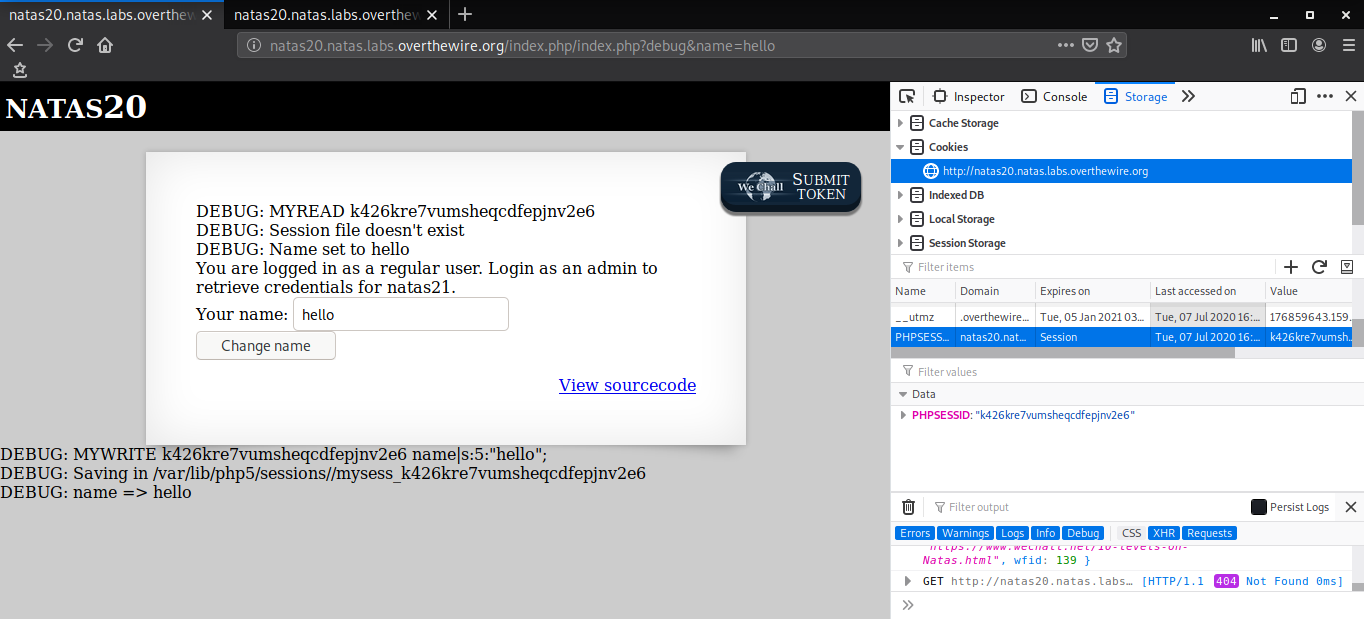 natas20.natas.labs.overthew
natas20.natas.labs.overthew
natas20.natas.labs.overthewire.org/index.php/index.php?debug&name=hello
NATAS20
SUBMIT
We Chall
TOKEN
DEBUG: MYREAD k426kre7vumsheqcdfepjnv2e6
DEBUG: Session file doesn't exist
DEBUG: Name set to hello
You are logged in as a regular user. Login as an admin to
retrieve credentials for natas21.
Your name: hello
Change name
View sourcecode
DEBUG: MYWRITE k426kre7vumsheqcdfepjnv2e6 name|s:5:"hello";
DEBUG: Saving in /var/lib/php5/sessions//mysess_k426kre7vumsheqcdfepjnv2e6
DEBUG: name => hello
Inspector Console Storage
Cache Storage
Cookies
http://natas20.natas.labs.overthewire.org
Indexed DB
Local Storage
Session Storage
Filter items
Name Domain Expires on Last accessed on Value
__utmz .overthewire... Tue, 05 Jan 2021 03... Tue, 07 Jul 2020 16:... 176859643.159.
PHPSESS... natas20.nat... Session Tue, 07 Jul 2020 16:... k426kre7vumsh...
Filter values
Data
PHPSESSID: "k426kre7vumsheqcdfepjnv2e6"
Filter output Persist Logs
Errors Warnings Logs Info Debug CSS XHR Requests
"https://www.wechall.net/10-levels-on-
Natas.html", wfid: 139 }
GET http://natas20.natas.labs… [HTTP/1.1 404 Not Found 0ms]